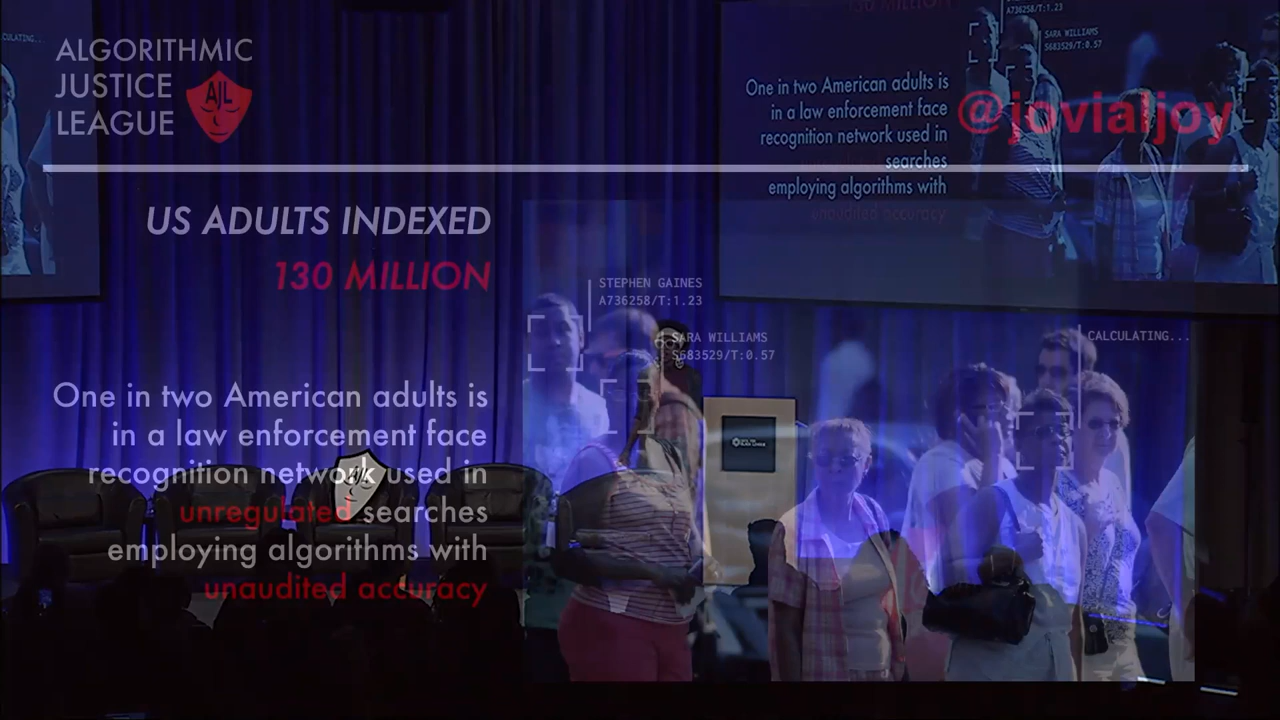 ALGORITHMIC
JUSTICE
LEAGUE
AJL
@jovialjoy
US ADULTS INDEXED
130 MILLION
One in two American adults is
in a law enforcement face
recognition network used in
unregulated searches
employing algorithms with
unaudited accuracy
STEPHEN GAINES
A736258/T:1.23
SARA WILLIAMS
S683529/T:0.57
CALCULATING...
CULATING...
130 MILLION
A736258/T:1.23
SARA WILLIAMS
S683529/T:0.57
One in two American adults is
in a law enforcement face
recognition network used in
unregulated searches
employing algorithms with
unaudited accuracy
AJL